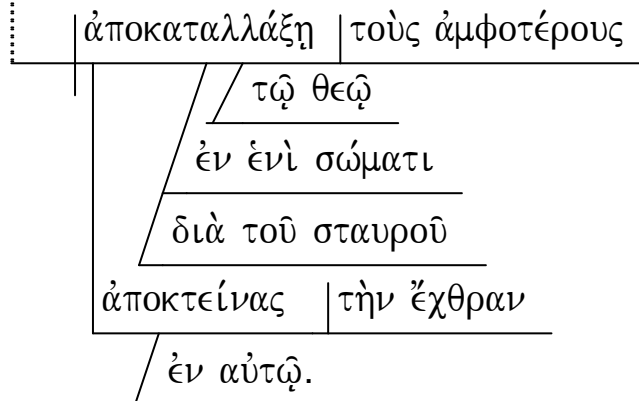 ἀποκαταλλάξῃ τοὺς ἀμφοτέρους
τῷ θεῷ
ἐν ἑνὶ σώματι
διὰ τοῦ σταυροῦ
ἀποκτείνας τὴν ἔχθραν
ἐν αὐτῷ.